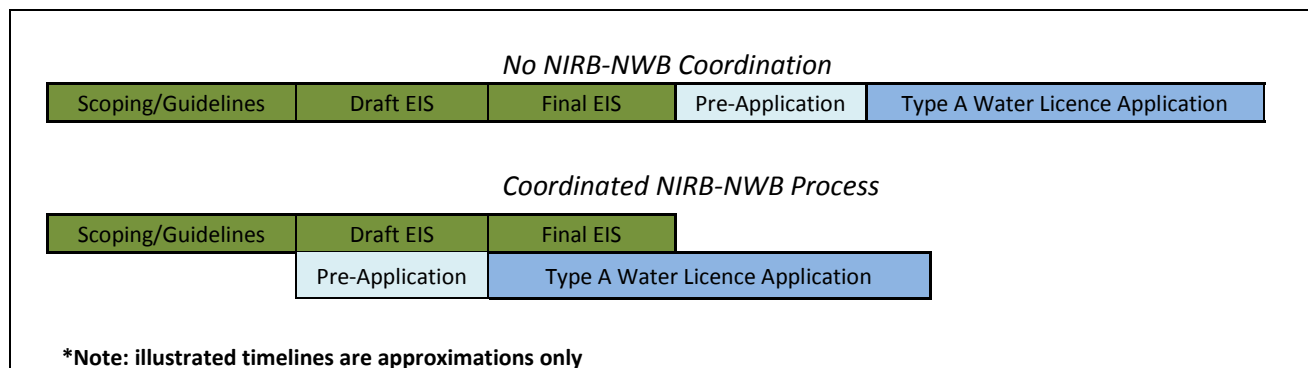 No NIRB-NWB Coordination
Scoping/Guidelines Draft EIS Final EIS Pre-Application Type A Water Licence Application
Coordinated NIRB-NWB Process
Scoping/Guidelines Draft EIS Final EIS
Pre-Application Type A Water Licence Application
*Note: illustrated timelines are approximations only